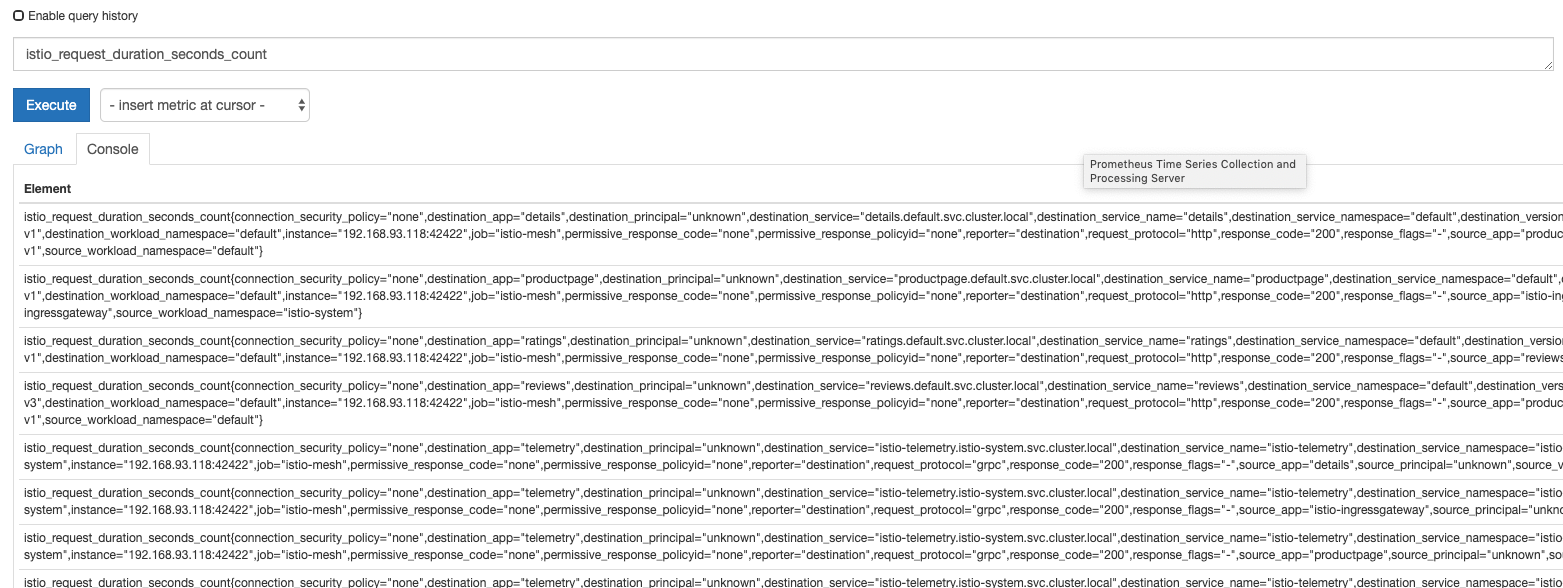 Enable query history
istio_request_duration_seconds_count
Execute
- insert metric at cursor -
Graph
Console
Prometheus Time Series Collection and
Processing Server
Element
istio_request_duration_seconds_count{connection_security_policy="none",destination_app="details",destination_principal="unknown",destination_service="details.default.svc.cluster.local",destination_service_name="details",destination_service_namespace="default",destination_version
v1",destination_workload_namespace="default",instance="192.168.93.118:42422",job="istio-mesh",permissive_response_code="none",permissive_response_policyid="none",reporter="destination",request_protocol="http",response_code="200",response_flags="-",source_app="produc
v1",source_workload_namespace="default"}
istio_request_duration_seconds_count{connection_security_policy="none",destination_app="productpage",destination_principal="unknown",destination_service="productpage.default.svc.cluster.local",destination_service_name="productpage",destination_service_namespace="default",
v1",destination_workload_namespace="default",instance="192.168.93.118:42422",job="istio-mesh",permissive_response_code="none",permissive_response_policyid="none",reporter="destination",request_protocol="http",response_code="200",response_flags="-",source_app="istio-in
ingressgateway",source_workload_namespace="istio-system"}
istio_request_duration_seconds_count{connection_security_policy="none",destination_app="ratings",destination_principal="unknown",destination_service="ratings.default.svc.cluster.local",destination_service_name="ratings",destination_service_namespace="default",destination_versio
v1",destination_workload_namespace="default",instance="192.168.93.118:42422",job="istio-mesh",permissive_response_code="none",permissive_response_policyid="none",reporter="destination",request_protocol="http",response_code="200",response_flags="-",source_app="reviews
istio_request_duration_seconds_count{connection_security_policy="none",destination_app="reviews",destination_principal="unknown",destination_service="reviews.default.svc.cluster.local",destination_service_name="reviews",destination_service_namespace="default",destination_vers
v3",destination_workload_namespace="default",instance="192.168.93.118:42422",job="istio-mesh",permissive_response_code="none",permissive_response_policyid="none",reporter="destination",request_protocol="http",response_code="200",response_flags="-",source_app="produc
v1",source_workload_namespace="default"}
istio_request_duration_seconds_count{connection_security_policy="none",destination_app="telemetry",destination_principal="unknown",destination_service="istio-telemetry.istio-system.svc.cluster.local",destination_service_name="istio-telemetry",destination_service_namespace="istio
system",instance="192.168.93.118:42422",job="istio-mesh",permissive_response_code="none",permissive_response_policyid="none",reporter="destination",request_protocol="grpc",response_code="200",response_flags="-",source_app="details",source_principal="unknown",source_v
istio_request_duration_seconds_count{connection_security_policy="none",destination_app="telemetry",destination_principal="unknown",destination_service="istio-telemetry.istio-system.svc.cluster.local",destination_service_name="istio-telemetry",destination_service_namespace="istio
system",instance="192.168.93.118:42422",job="istio-mesh",permissive_response_code="none",permissive_response_policyid="none",reporter="destination",request_protocol="grpc",response_code="200",response_flags="-",source_app="istio-ingressgateway",source_principal="unkno
istio_request_duration_seconds_count{connection_security_policy="none",destination_app="telemetry",destination_principal="unknown",destination_service="istio-telemetry.istio-system.svc.cluster.local",destination_service_name="istio-telemetry",destination_service_namespace="istio
system",instance="192.168.93.118:42422",job="istio-mesh",permissive_response_code="none",permissive_response_policyid="none",reporter="destination",request_protocol="grpc",response_code="200",response_flags="-",source_app="productpage",source_principal="unknown",so
istio_request_duration_seconds_count{connection_security_policy="none",destination_app="telemetry",destination_principal="unknown",destination_service="istio-telemetry.istio-system.svc.cluster.local",destination_service_name="istio-telemetry",destination_service_namespace="istio